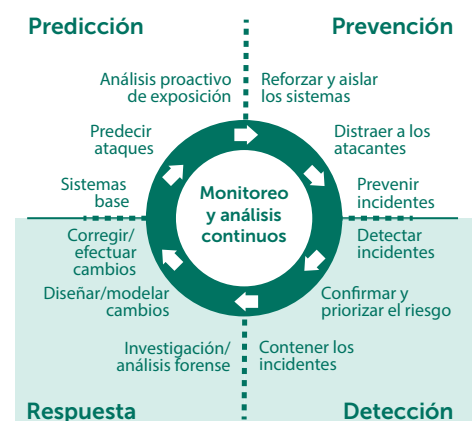 Predicción
Prevención
Análisis proactivo
de exposición
Reforzar y aislar
los sistemas
Predecir
ataques
Distraer a los
atacantes
Sistemas
base
Monitoreo
y análisis
continuos
Prevenir
incidentes
Corregir/
efectuar
cambios
Detectar
incidentes
Diseñar/modelar
cambios
Confirmar y
priorizar el riesgo
Investigación/
análisis forense
Contener los
incidentes
Respuesta
Detección